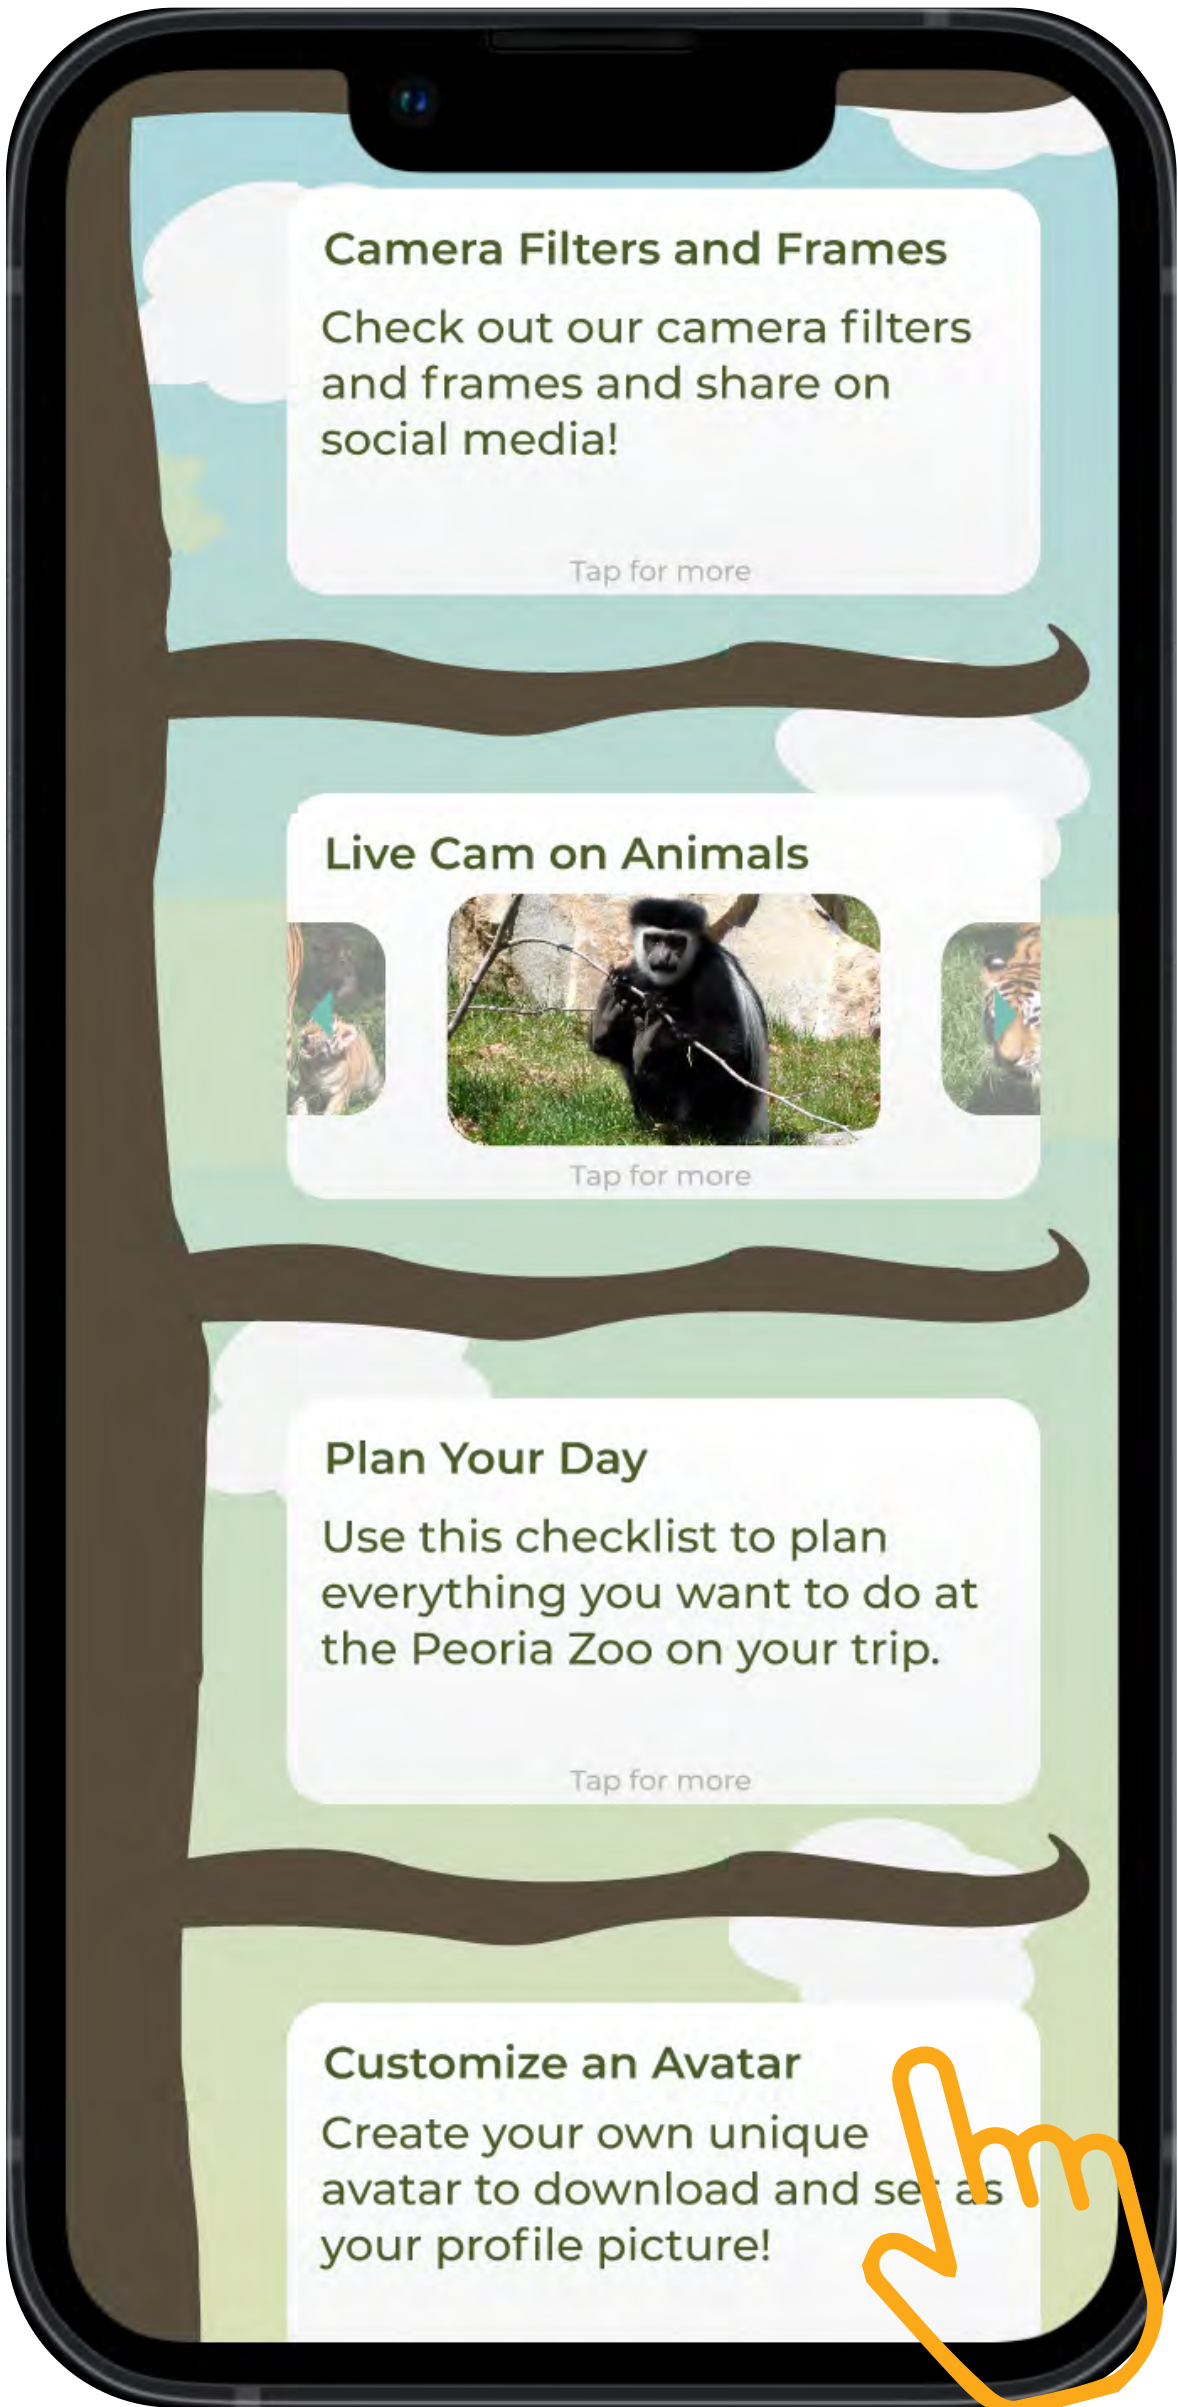 Camera Filters and Frames
Check out our camera filters
and frames and share on
social media!
Tap for more
Live Cam on Animals
Tap for more
Plan Your Day
Use this checklist to plan
everything you want to do at
the Peoria Zoo on your trip.
Tap for more
Customize an Avatar
Create your own unique
avatar to download and set as
your profile picture!